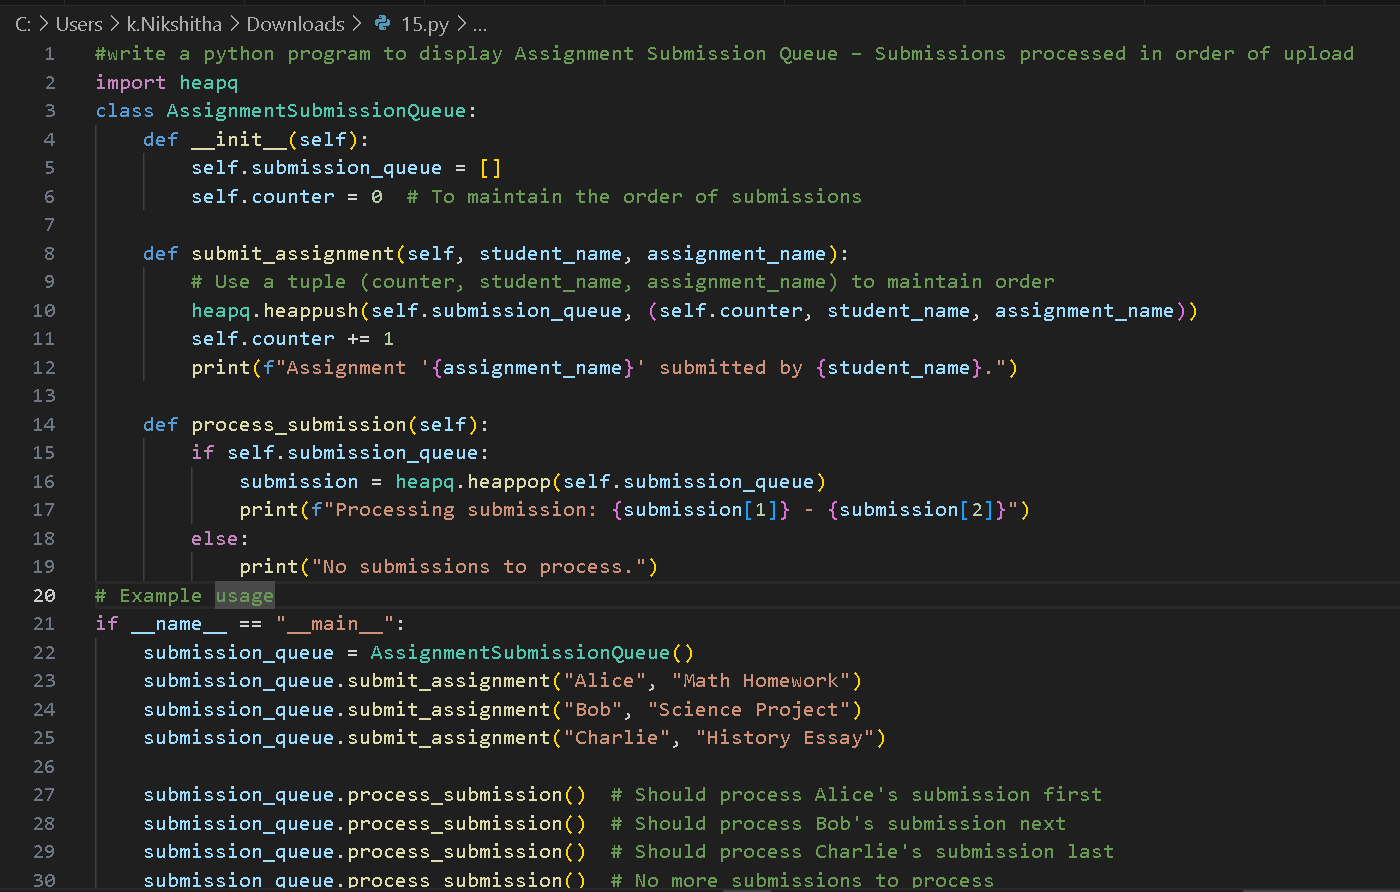 C: > Users > k.Nikshitha > Downloads > 15.py > ...
1 #write a python program to display Assignment Submission Queue – Submissions processed in order of upload
2 import heapq
3 class AssignmentSubmissionQueue:
4     def __init__(self):
5         self.submission_queue = []
6         self.counter = 0  # To maintain the order of submissions
7
8     def submit_assignment(self, student_name, assignment_name):
9         # Use a tuple (counter, student_name, assignment_name) to maintain order
10         heapq.heappush(self.submission_queue, (self.counter, student_name, assignment_name))
11         self.counter += 1
12         print(f"Assignment '{assignment_name}' submitted by {student_name}.")
13
14     def process_submission(self):
15         if self.submission_queue:
16             submission = heapq.heappop(self.submission_queue)
17             print(f"Processing submission: {submission[1]} - {submission[2]}")
18         else:
19             print("No submissions to process.")
20 # Example usage
21 if __name__ == "__main__":
22     submission_queue = AssignmentSubmissionQueue()
23     submission_queue.submit_assignment("Alice", "Math Homework")
24     submission_queue.submit_assignment("Bob", "Science Project")
25     submission_queue.submit_assignment("Charlie", "History Essay")
26
27     submission_queue.process_submission()  # Should process Alice's submission first
28     submission_queue.process_submission()  # Should process Bob's submission next
29     submission_queue.process_submission()  # Should process Charlie's submission last
30     submission_queue.process_submission()  # No more submissions to process